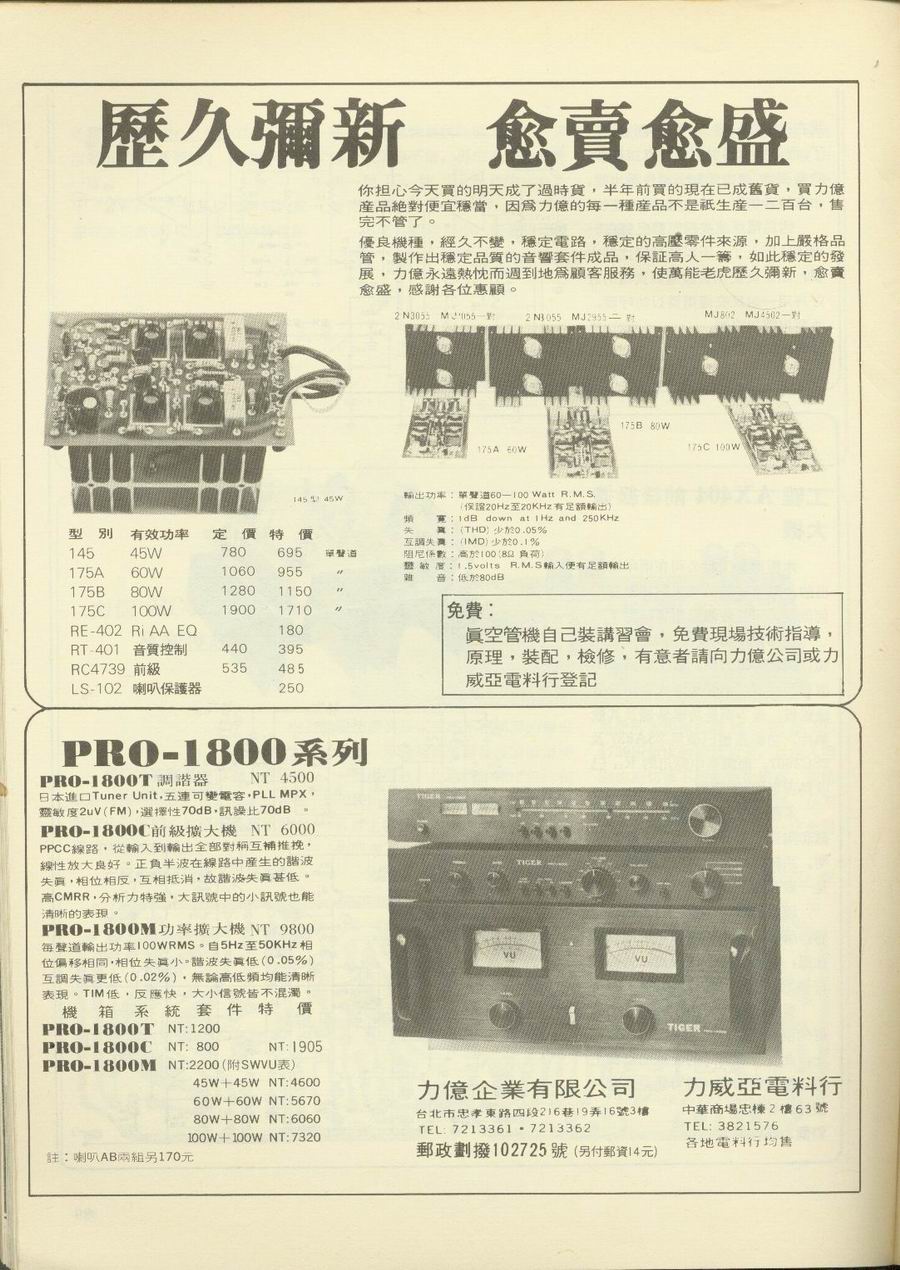 歷久彌新 愈賣愈盛
你担心今天買的明天成了過時貨，半年前買的現在已成舊貨，買力億
産品絕對便宜穩當，因爲力億的每一種産品不是祇生産一二百台，售
完不管了。
優良機種，經久不變，穩定電路，穩定的高壓零件來源，加上嚴格品
管，製作出穩定品質的音響套件成品，保証高人一籌，如此穩定的發
展，力億永遠熱忱而週到地爲顧客服務，使萬能老虎歷久彌新，愈賣
愈盛，感謝各位惠顧。
2N3055 MJ2955一對
2N3055 MJ2955二對
MJ802 MJ4502一對
175A 60W
175B 80W
175C 100W
145型 45W
輸出功率：單聲道60—100 Watt R.M.S.
(保證20Hz至20KHz有足額輸出)
頻 寬：1dB down at 1Hz and 250KHz
失 眞：(THD) 少於0.05%
互調失眞：(IMD) 少於0.1%
阻尼係數：高於100(8Ω 負荷)
靈敏度：1.5volts R.M.S輸入便有足額輸出
雜 音：低於80dB
型別 有效功率 定價 特價
145 45W 780 695 單聲道
175A 60W 1060 955 〃
175B 80W 1280 1150 〃
175C 100W 1900 1710 〃
RE-402 RiAA EQ 180
RT-401 音質控制 440 395
RC4739 前級 535 485
LS-102 喇叭保護器 250
免費：
眞空管機自己裝講習會，免費現場技術指導，
原理，裝配，檢修，有意者請向力億公司或力
威亞電料行登記
PRO-1800系列
PRO-1800T調諧器 NT 4500
日本進口Tuner Unit，五連可變電容，PLL MPX，
靈敏度2uV(FM)，選擇性70dB，訊譟比70dB。
PRO-1800C前級擴大機 NT 6000
PPCC線路，從輸入到輸出全部對稱互補推挽，
線性放大良好。正負半波在線路中産生的諧波
失眞，相位相反，互相抵消，故諧波失眞甚低。
高CMRR，分析力特強，大訊號中的小訊號也能
清晰的表現。
PRO-1800M功率擴大機 NT 9800
每聲道輸出功率100WRMS。自5Hz至50KHz相
位偏移相同，相位失眞小。諧波失眞低(0.05%)
互調失眞更低(0.02%)，無論高低頻均能清晰
表現。TIM低，反應快，大小信號皆不混濁。
機箱系統套件特價
PRO-1800T NT:1200
PRO-1800C NT: 800 NT:1905
PRO-1800M NT:2200(附SWVU表)
45W＋45W NT:4600
60W＋60W NT:5670
80W＋80W NT:6060
100W＋100W NT:7320
註：喇叭AB兩組另170元
TIGER
TIGER
VU
VU
TIGER
力億企業有限公司
台北市忠孝東路四段216巷19弄16號3樓
TEL: 7213361・7213362
郵政劃撥102725號 (另付郵資14元)
力威亞電料行
中華商場忠棟2樓63號
TEL: 3821576
各地電料行均售